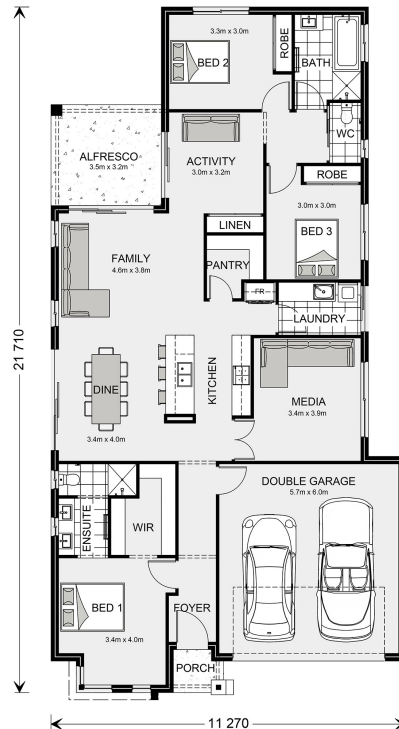 3.3m x 3.0m
BED 2
ROBE
BATH
WC
ALFRESCO
3.5m x 3.2m
ACTIVITY
3.0m x 3.2m
ROBE
3.0m x 3.0m
LINEN
BED 3
FAMILY
4.6m x 3.8m
PANTRY
FR
LAUNDRY
21 710
KITCHEN
DINE
MEDIA
3.4m x 3.9m
3.4m x 4.0m
DOUBLE GARAGE
5.7m x 6.0m
ENSUITE
WIR
BED 1
FOYER
3.4m x 4.0m
PORCH
11 270